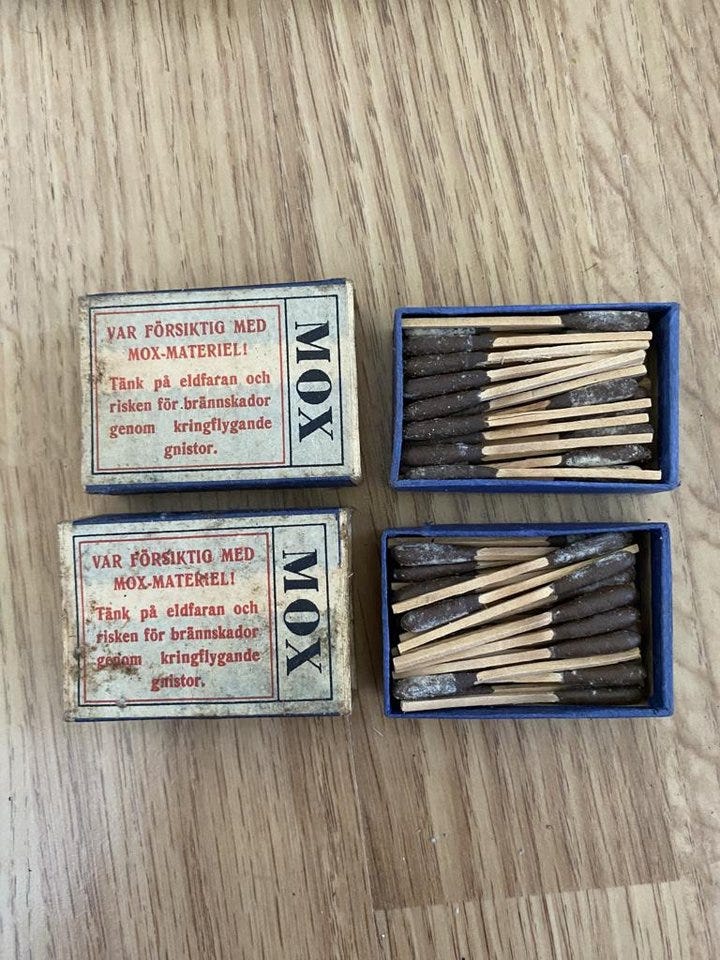 VAR FÖRSIKTIG MED
MOX-MATERIEL!
Tänk på eldfaran och
risken för brännskador
genom kringflygande
gnistor.
MOX
VAR FÖRSIKTIG MED
MOX-MATERIEL!
Tänk på eldfaran och
risken för brännskador
genom kringflygande
gnistor.
MOX